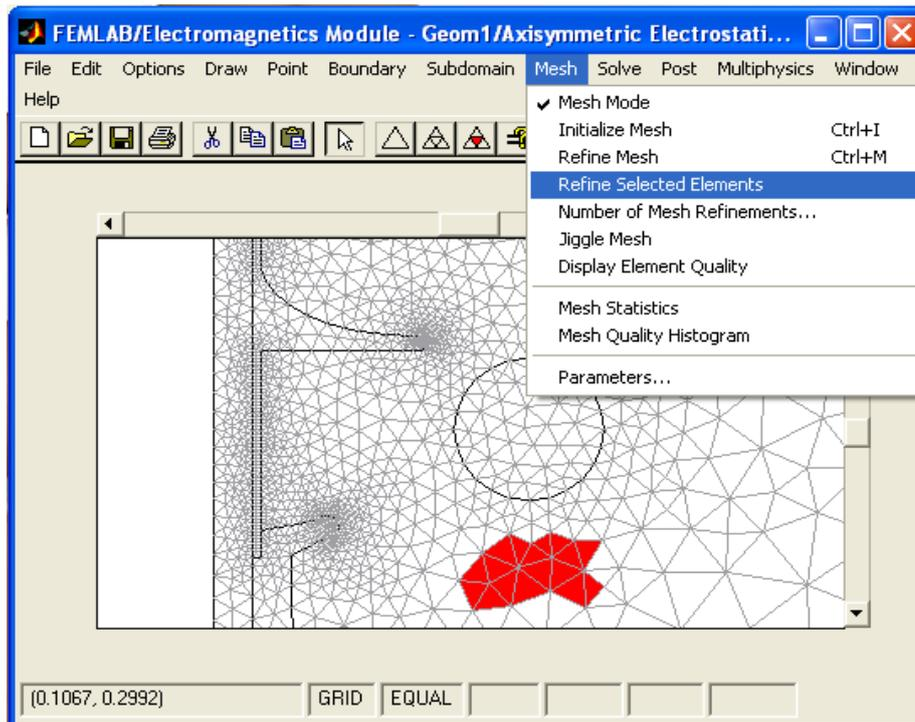 FEMLAB/Electromagnetics Module - Geom1/Axisymmetric Electrostati...
File Edit Options Draw Point Boundary Subdomain Mesh Solve Post Multiphysics Window
Help
Mesh Mode
Initialize Mesh Ctrl+I
Refine Mesh Ctrl+M
Refine Selected Elements
Number of Mesh Refinements...
Jiggle Mesh
Display Element Quality
Mesh Statistics
Mesh Quality Histogram
Parameters...
(0.1067, 0.2992) GRID EQUAL